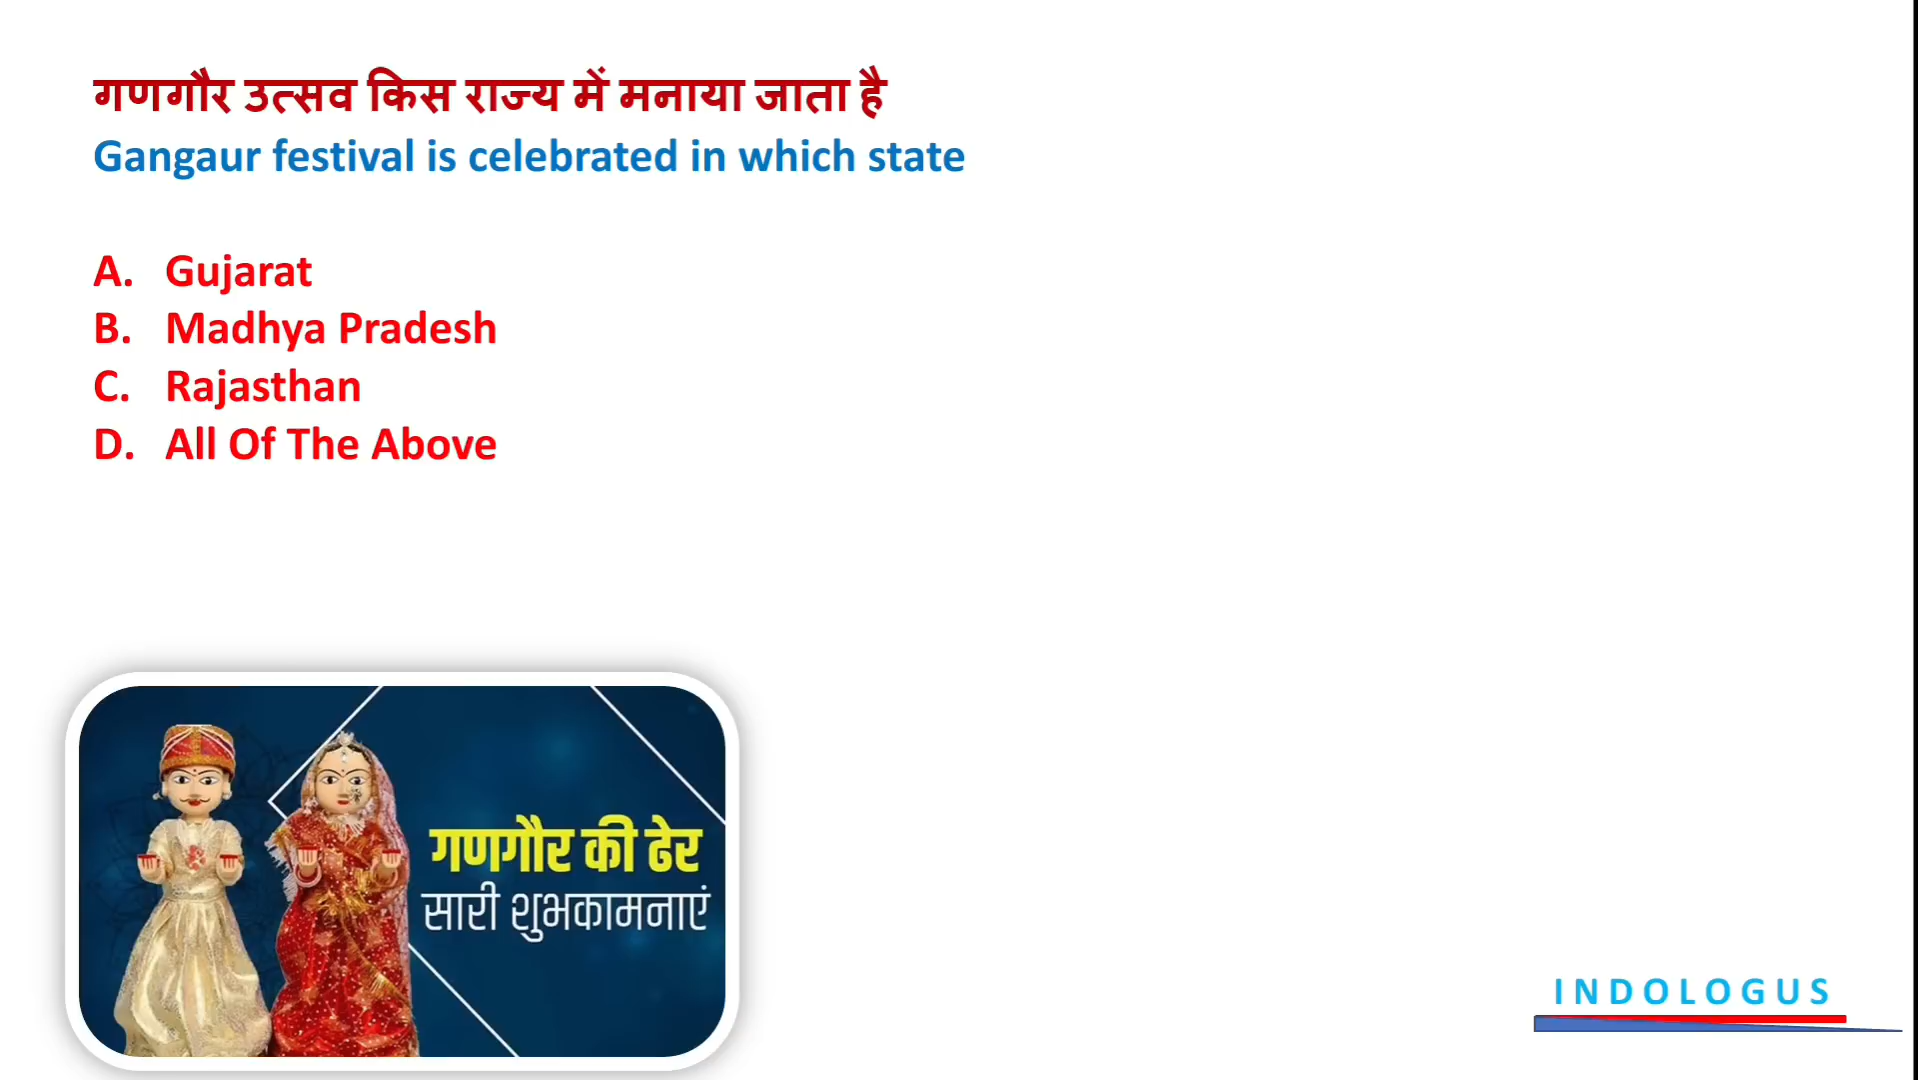 गणगौर उत्सव किस राज्य में मनाया जाता है
Gangaur festival is celebrated in which state
A. Gujarat
B. Madhya Pradesh
C. Rajasthan
D. All Of The Above
गणगौर की ढेर
सारी शुभकामनाएं
INDOLOGUS